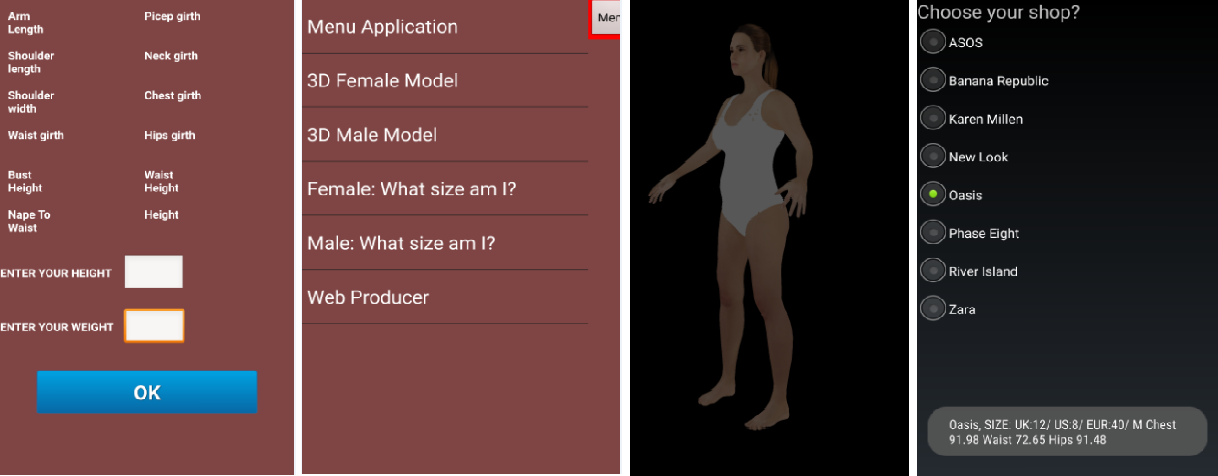 Arm
Length
Picep girth
Shoulder
length
Neck girth
Shoulder
width
Chest girth
Waist girth
Hips girth
Bust
Height
Waist
Height
Nape To
Waist
Height
ENTER YOUR HEIGHT
ENTER YOUR WEIGHT
OK
Menu Application
3D Female Model
3D Male Model
Female: What size am I?
Male: What size am I?
Web Producer
Men
Choose your shop?
ASOS
Banana Republic
Karen Millen
New Look
Oasis
Phase Eight
River Island
Zara
Oasis, SIZE: UK:12/ US:8/ EUR:40/ M Chest
91.98 Waist 72.65 Hips 91.48